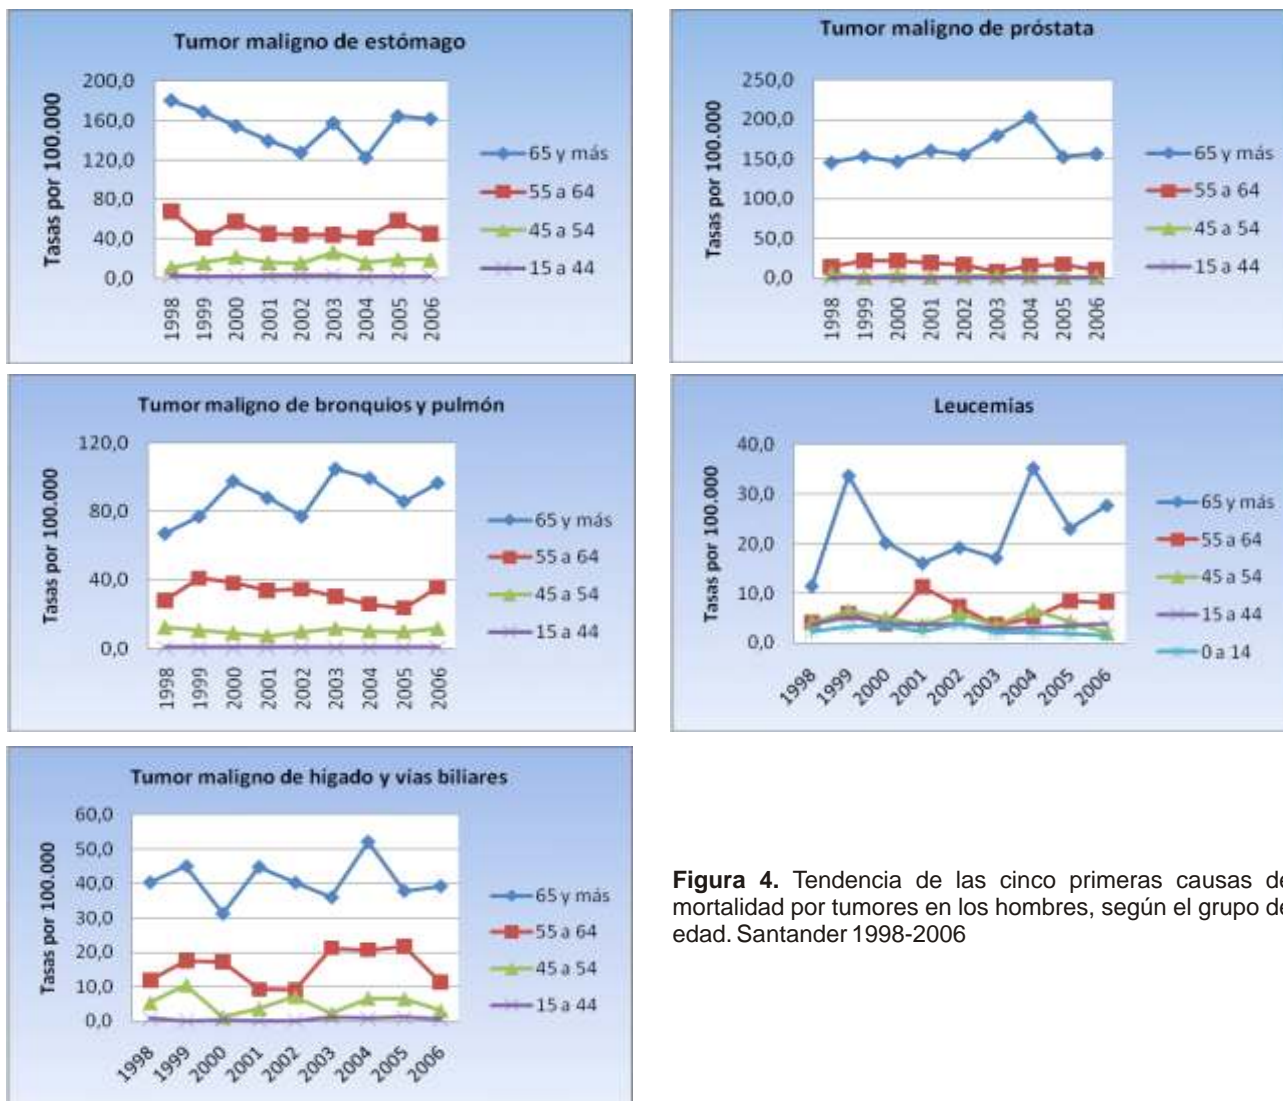 Tumor maligno de estómago
Tasas por 100.000
200,0
160,0
120,0
80,0
40,0
0,0
1998
1999
2000
2001
2002
2003
2004
2005
2006
65 y más
55 a 64
45 a 54
15 a 44
Tumor maligno de próstata
Tasas por 100.000
250,0
200,0
150,0
100,0
50,0
0,0
1998
1999
2000
2001
2002
2003
2004
2005
2006
65 y más
55 a 64
45 a 54
15 a 44
Tumor maligno de bronquios y pulmón
Tasas por 100.000
120,0
80,0
40,0
0,0
1998
1999
2000
2001
2002
2003
2004
2005
2006
65 y más
55 a 64
45 a 54
15 a 44
Leucemias
Tasas por 100.000
40,0
30,0
20,0
10,0
0,0
1998
1999
2000
2001
2002
2003
2004
2005
2006
65 y más
55 a 64
45 a 54
15 a 44
0 a 14
Tumor maligno de hígado y vías biliares
Tasas por 100.000
60,0
50,0
40,0
30,0
20,0
10,0
0,0
1998
1999
2000
2001
2002
2003
2004
2005
2006
65 y más
55 a 64
45 a 54
15 a 44
Figura 4. Tendencia de las cinco primeras causas de
mortalidad por tumores en los hombres, según el grupo de
edad. Santander 1998-2006